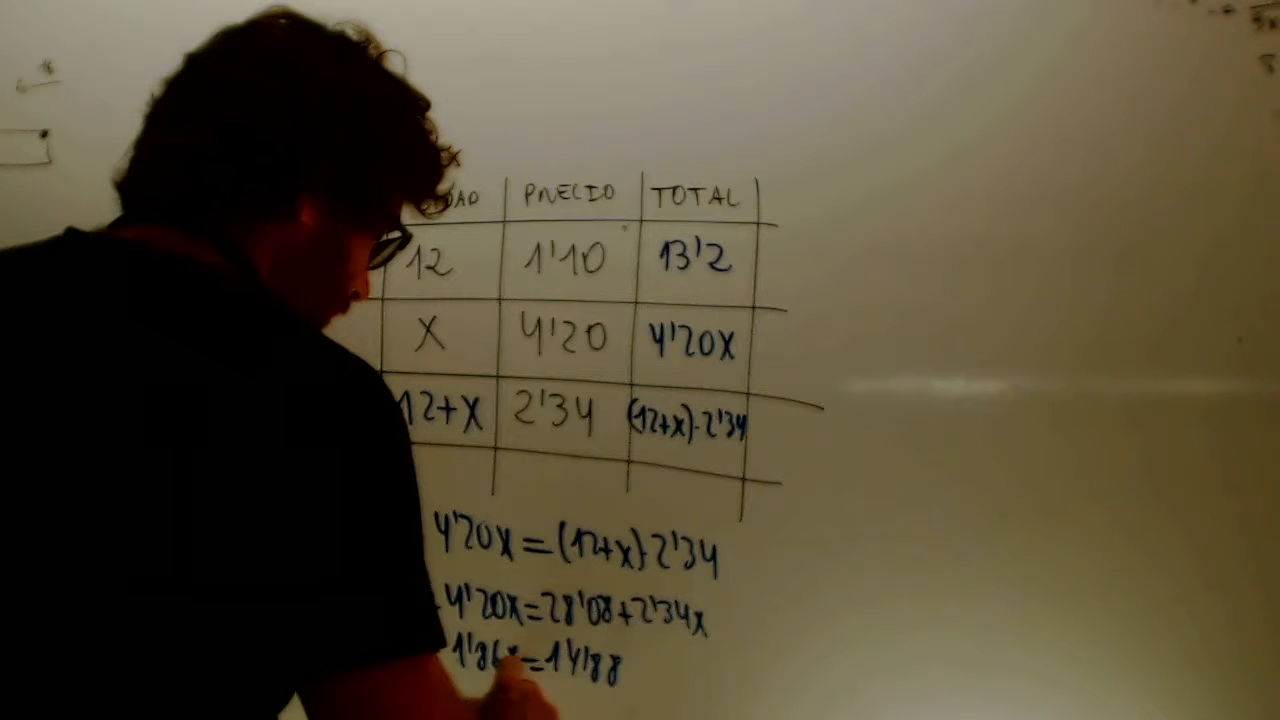 DAD PRECIO TOTAL
12 1'10 13'2
X 4'20 4'20X
12+X 2'34 (12+x)·2'34
4'20X=(12+x)·2'34
4'20X=28'08+2'34x
1'86x=14'88